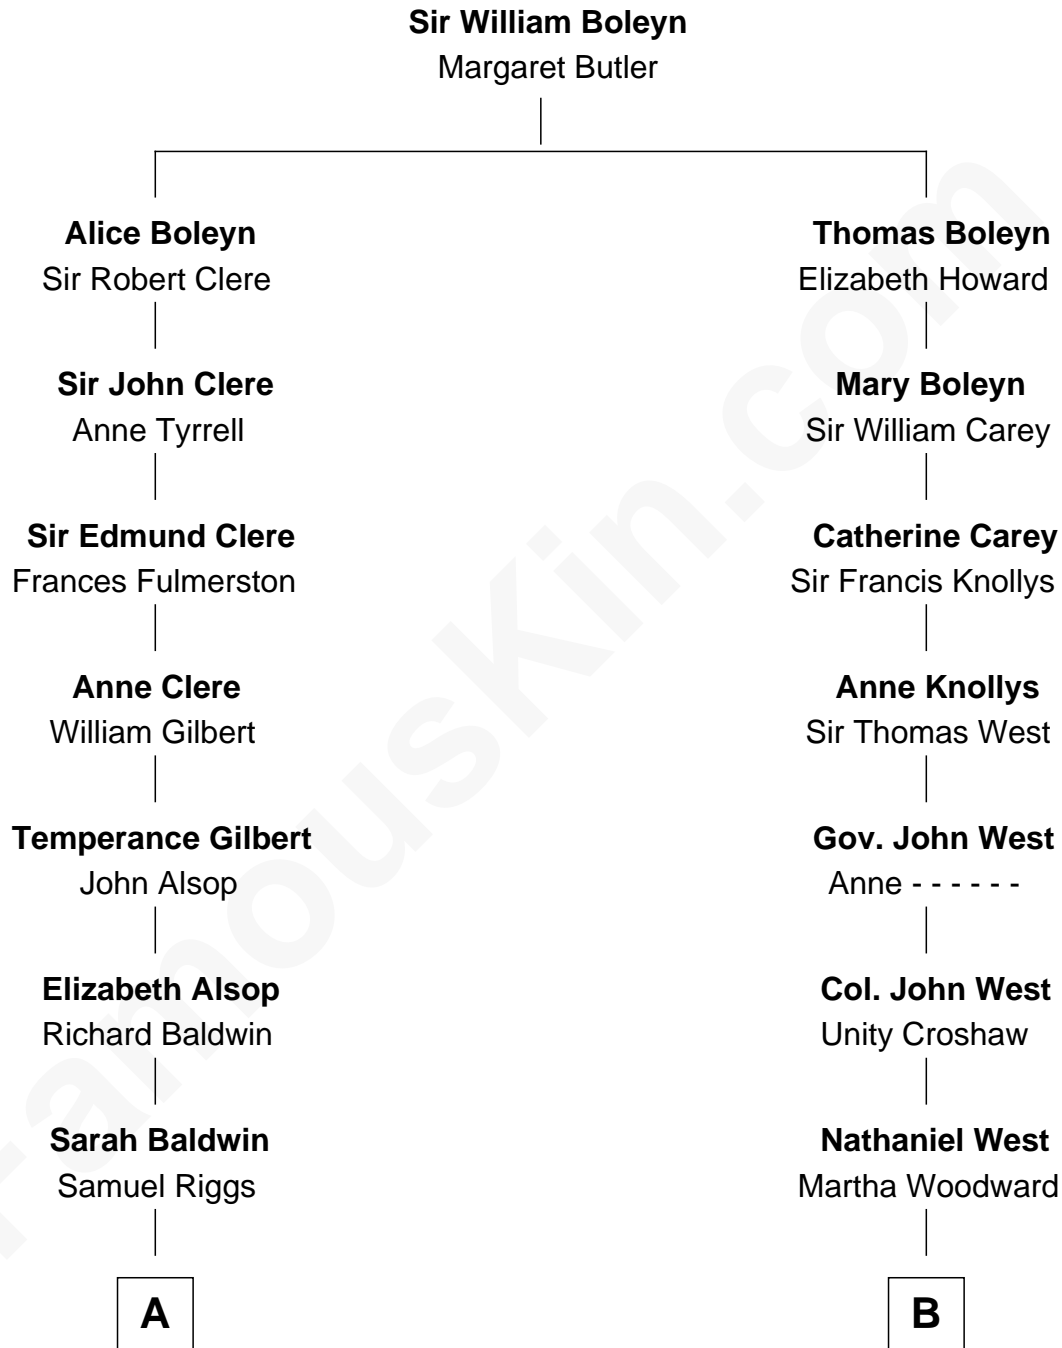 Sir William Boleyn
Margaret Butler
Alice Boleyn
Sir Robert Clere
Thomas Boleyn
Elizabeth Howard
Sir John Clere
Anne Tyrrell
Mary Boleyn
Sir William Carey
Sir Edmund Clere
Frances Fulmerston
Catherine Carey
Sir Francis Knollys
Anne Clere
William Gilbert
Anne Knollys
Sir Thomas West
Temperance Gilbert
John Alsop
Gov. John West
Anne - - - - - -
Elizabeth Alsop
Richard Baldwin
Col. John West
Unity Croshaw
Sarah Baldwin
Samuel Riggs
Nathaniel West
Martha Woodward
A
B
FamousKin.com